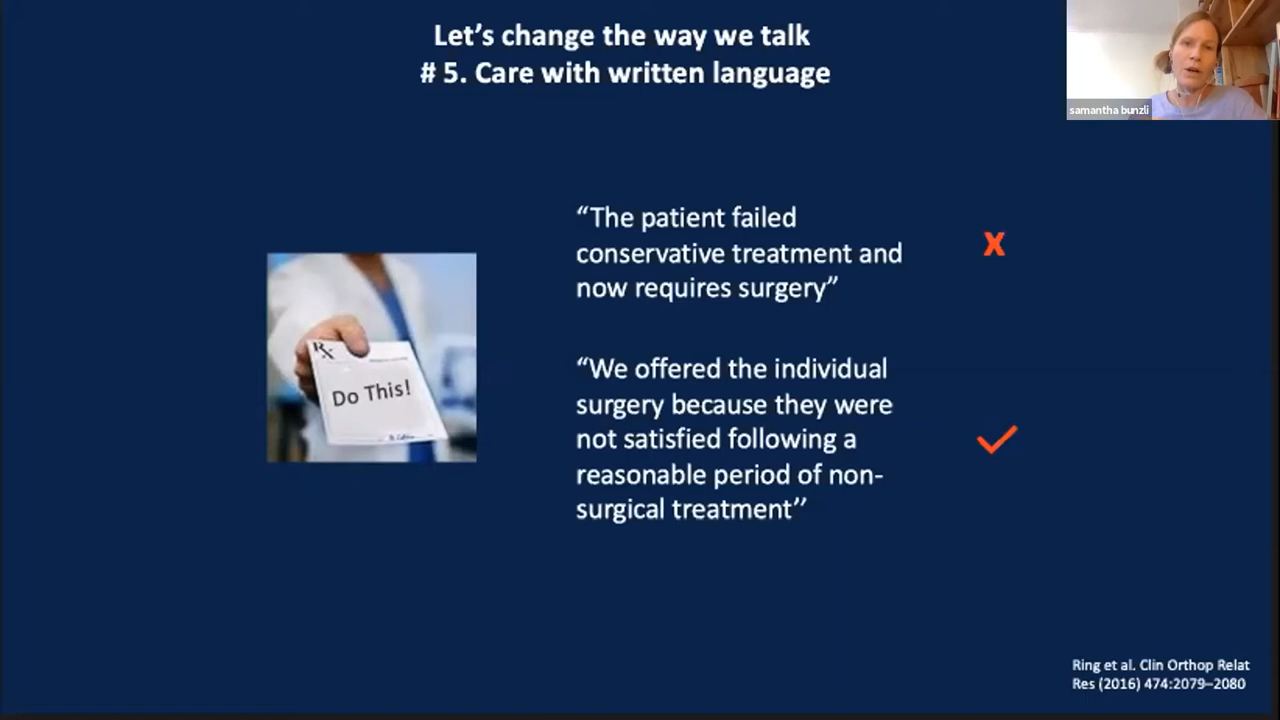 Let's change the way we talk
# 5. Care with written language
samantha bunzli
“The patient failed
conservative treatment and
now requires surgery”
X
Rx
Do This!
“We offered the individual
surgery because they were
not satisfied following a
reasonable period of non-
surgical treatment’’
Ring et al. Clin Orthop Relat
Res (2016) 474:2079–2080